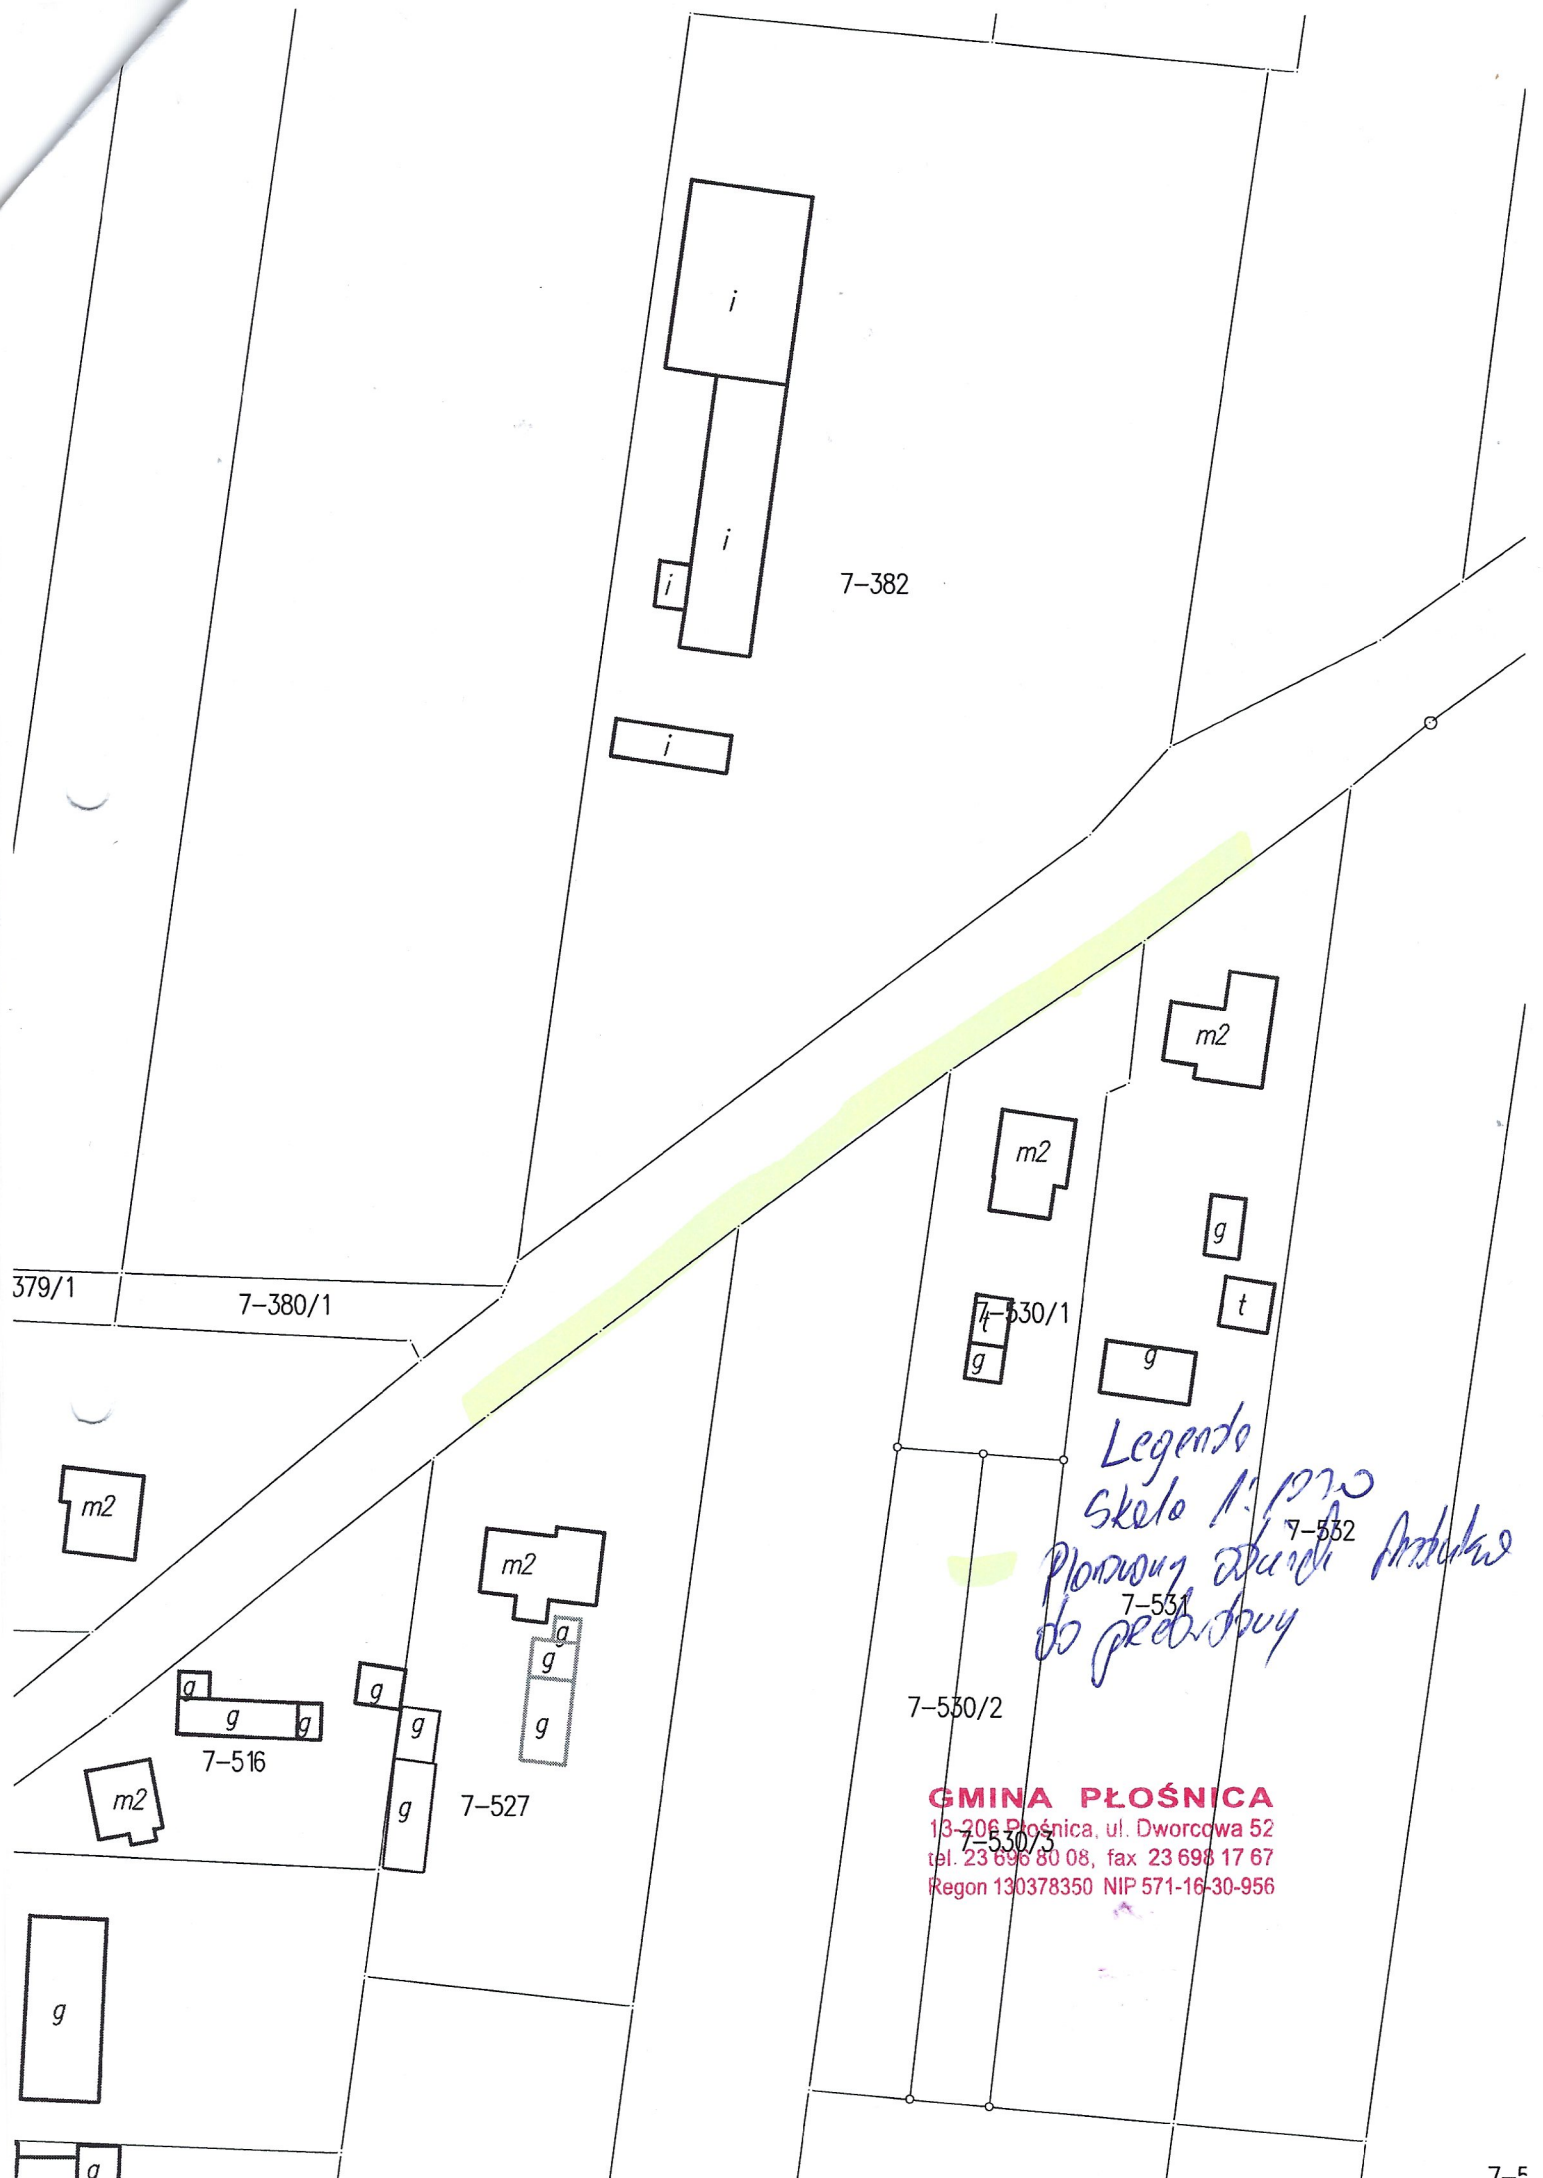 i
i
i
7-382
i
m2
m2
g
379/1
7-380/1
t
7-530/1
t
g
g
Legenda
m2
Skala
7-532
m2
Planowany
7-531
do przebudowy
g
g
g
g
g
g
g
7-530/2
g
7-516
m2
7-527
g
GMINA PŁOŚNICA
13-206 Płośnica, ul. Dworcowa 52
7-530/3
tel. 23 696 80 08, fax 23 698 17 67
Regon 130378350 NIP 571-16-30-956
g
g
7-5